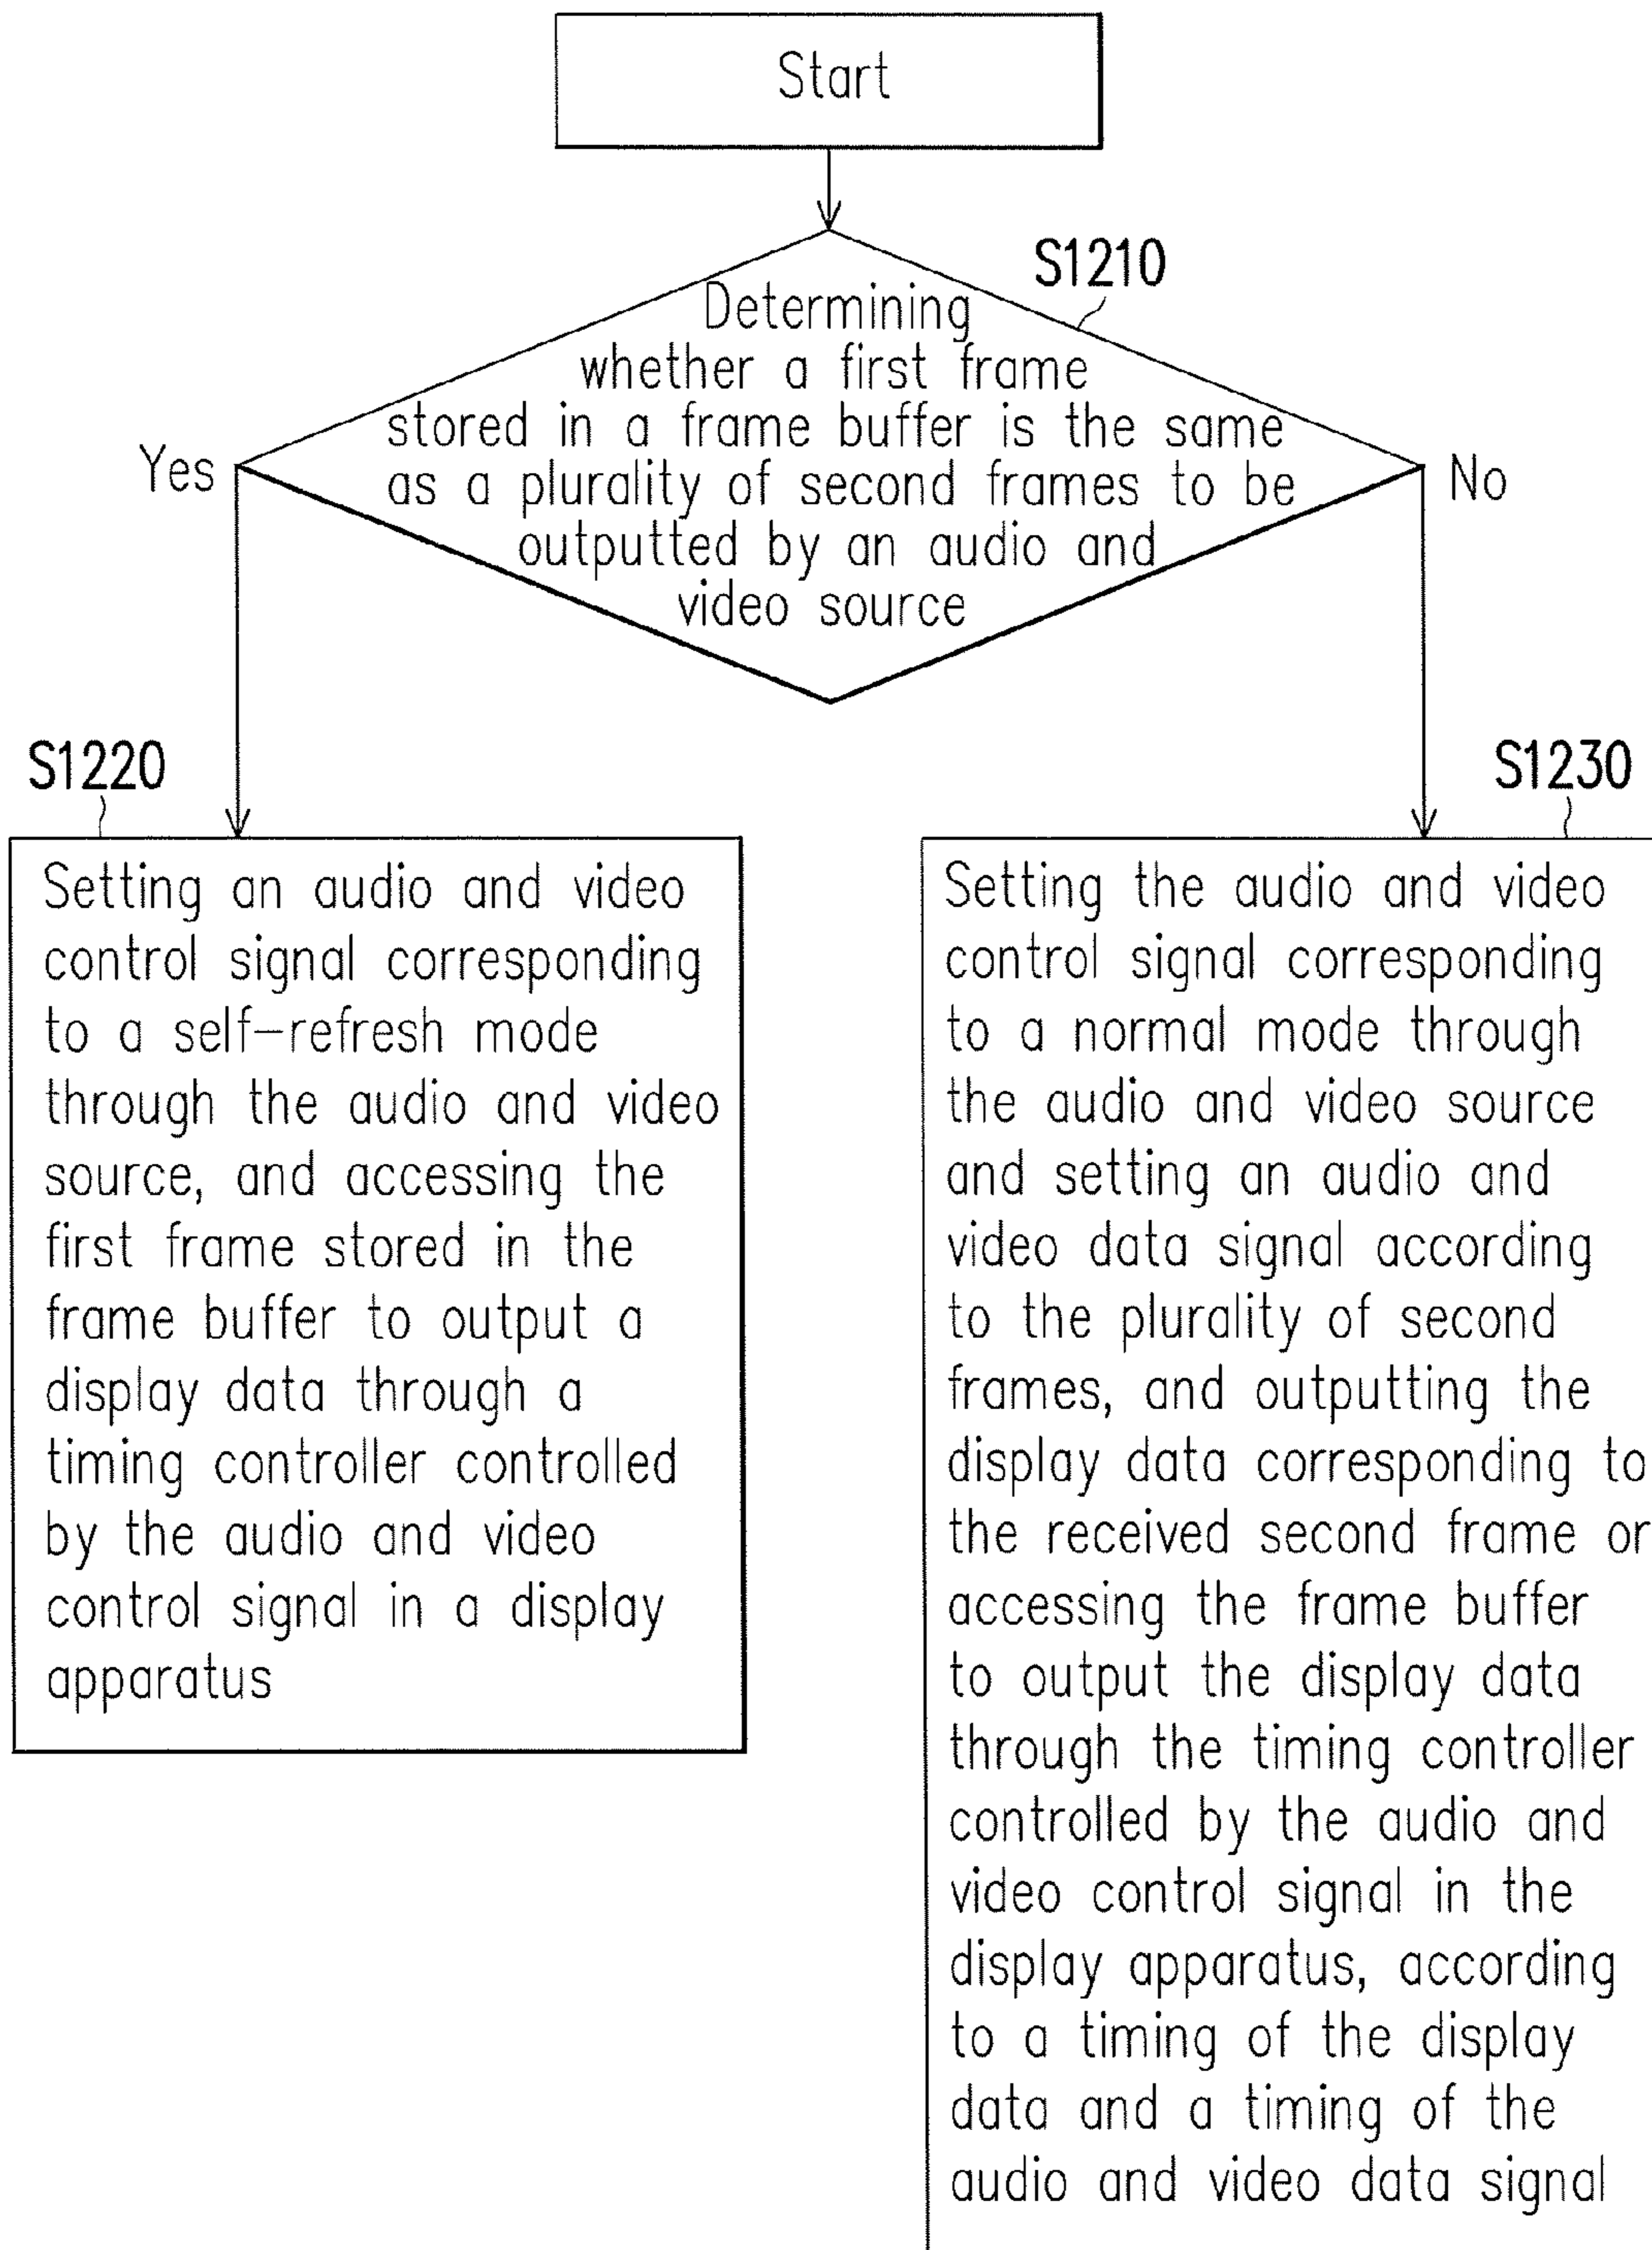 Start
S1210
Determining
whether a first frame
stored in a frame buffer is the same
as a plurality of second frames to be
outputted by an audio and
video source
Yes
No
S1220
Setting an audio and video
control signal corresponding
to a self-refresh mode
through the audio and video
source, and accessing the
first frame stored in the
frame buffer to output a
display data through a
timing controller controlled
by the audio and video
control signal in a display
apparatus
S1230
Setting the audio and video
control signal corresponding
to a normal mode through
the audio and video source
and setting an audio and
video data signal according
to the plurality of second
frames, and outputting the
display data corresponding to
the received second frame or
accessing the frame buffer
to output the display data
through the timing controller
controlled by the audio and
video control signal in the
display apparatus, according
to a timing of the display
data and a timing of the
audio and video data signal